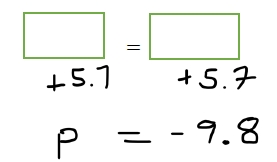 =
+5.7 +5.7
p = -9.8